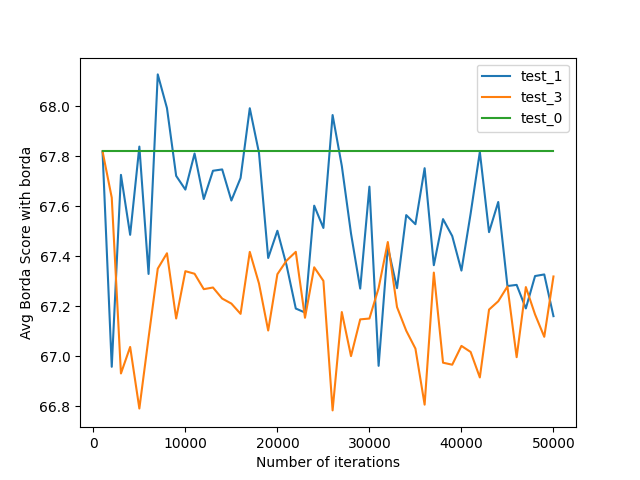 test_1
test_3
test_0
68.0
67.8
67.6
67.4
67.2
67.0
66.8
Avg Borda Score with borda
0 10000 20000 30000 40000 50000
Number of iterations